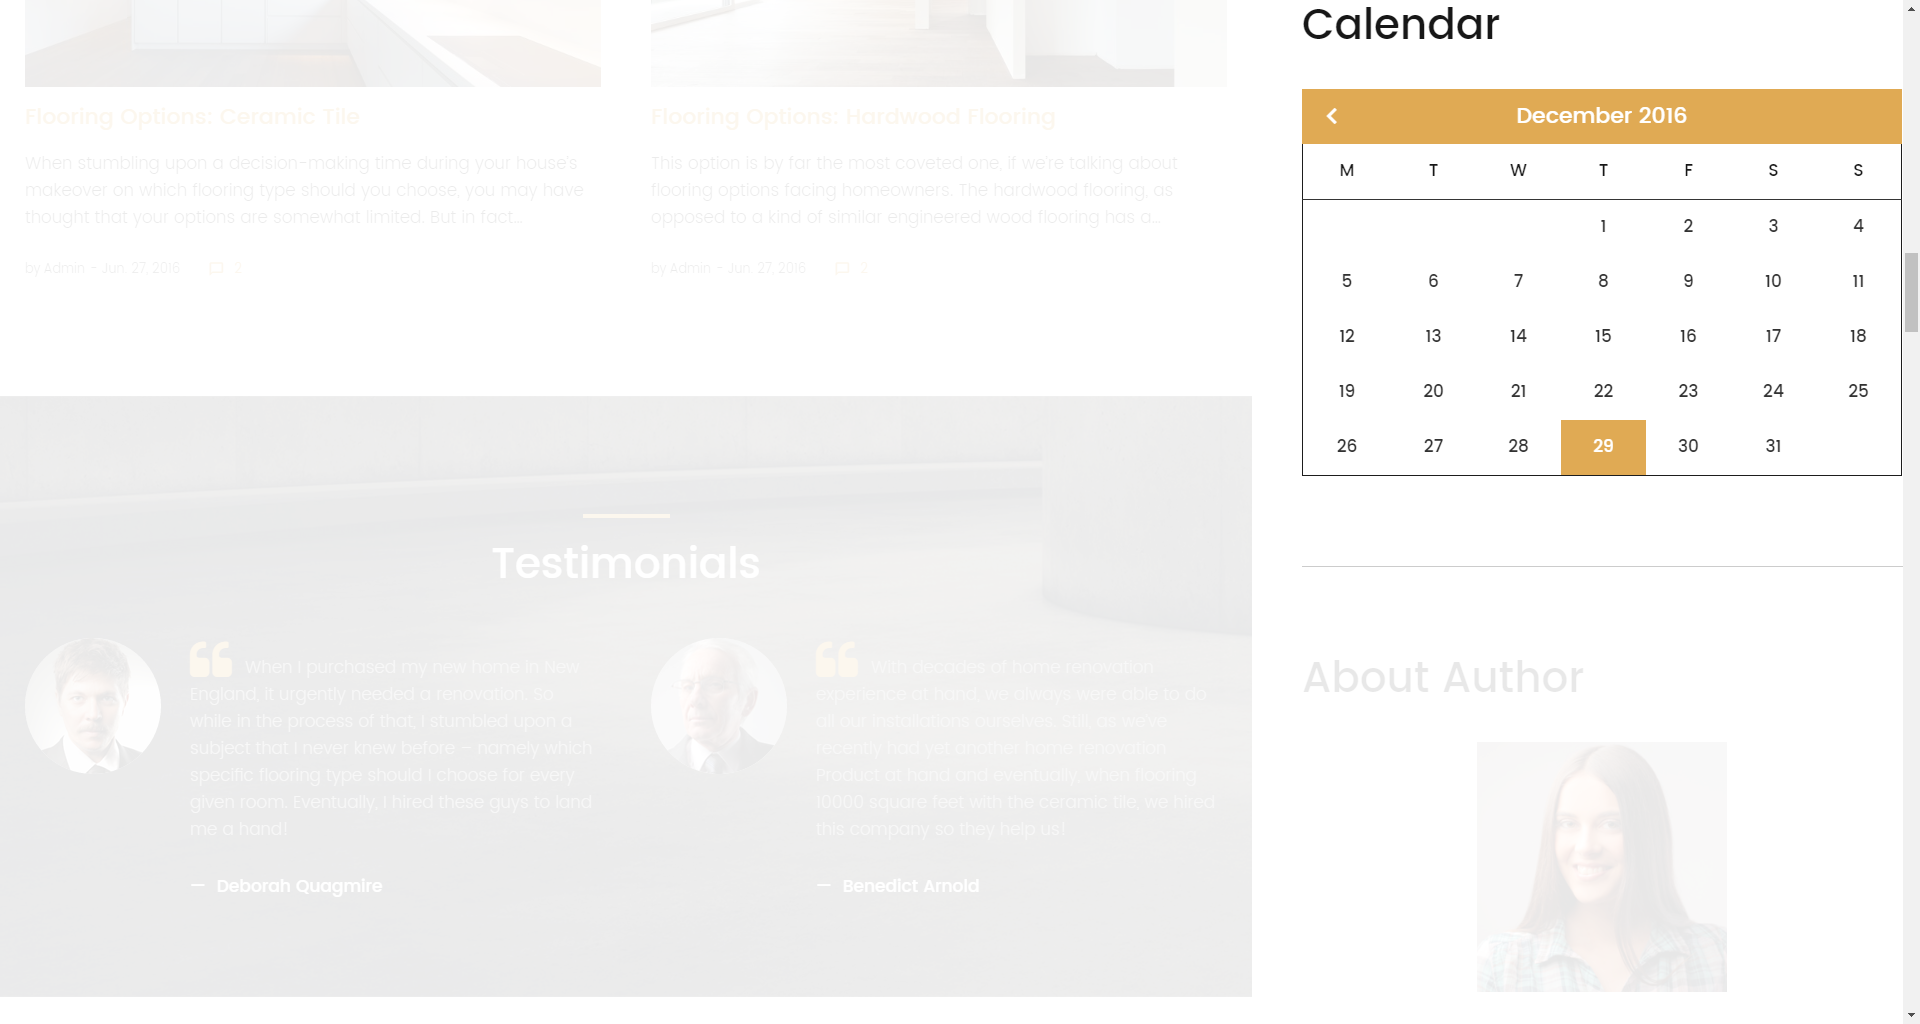 Flooring Options: Ceramic Tile
When stumbling upon a decision-making time during your house's
makeover on which flooring type should you choose, you may have
thought that your options are somewhat limited. But in fact...
by Admin - Jun. 27, 2016 2
Flooring Options: Hardwood Flooring
This option is by far the most coveted one, if we're talking about
flooring options facing homeowners. The hardwood flooring, as
opposed to a kind of similar engineered wood flooring has a...
by Admin - Jun. 27, 2016 2
Testimonials
When I purchased my new home in New
England, it urgently needed a renovation. So
while in the process of that, I stumbled upon a
subject that I never knew before – namely which
specific flooring type should I choose for every
given room. Eventually, I hired these guys to land
me a hand!
— Deborah Quagmire
With decades of home renovation
experience at hand, we always were able to do
all our installations ourselves. Still, as we've
recently had yet another home renovation
Product at hand and eventually, when flooring
10000 square feet with the ceramic tile, we hired
this company so they help us!
— Benedict Arnold
Calendar
December 2016
M T W T F S S
1 2 3 4
5 6 7 8 9 10 11
12 13 14 15 16 17 18
19 20 21 22 23 24 25
26 27 28 29 30 31
About Author